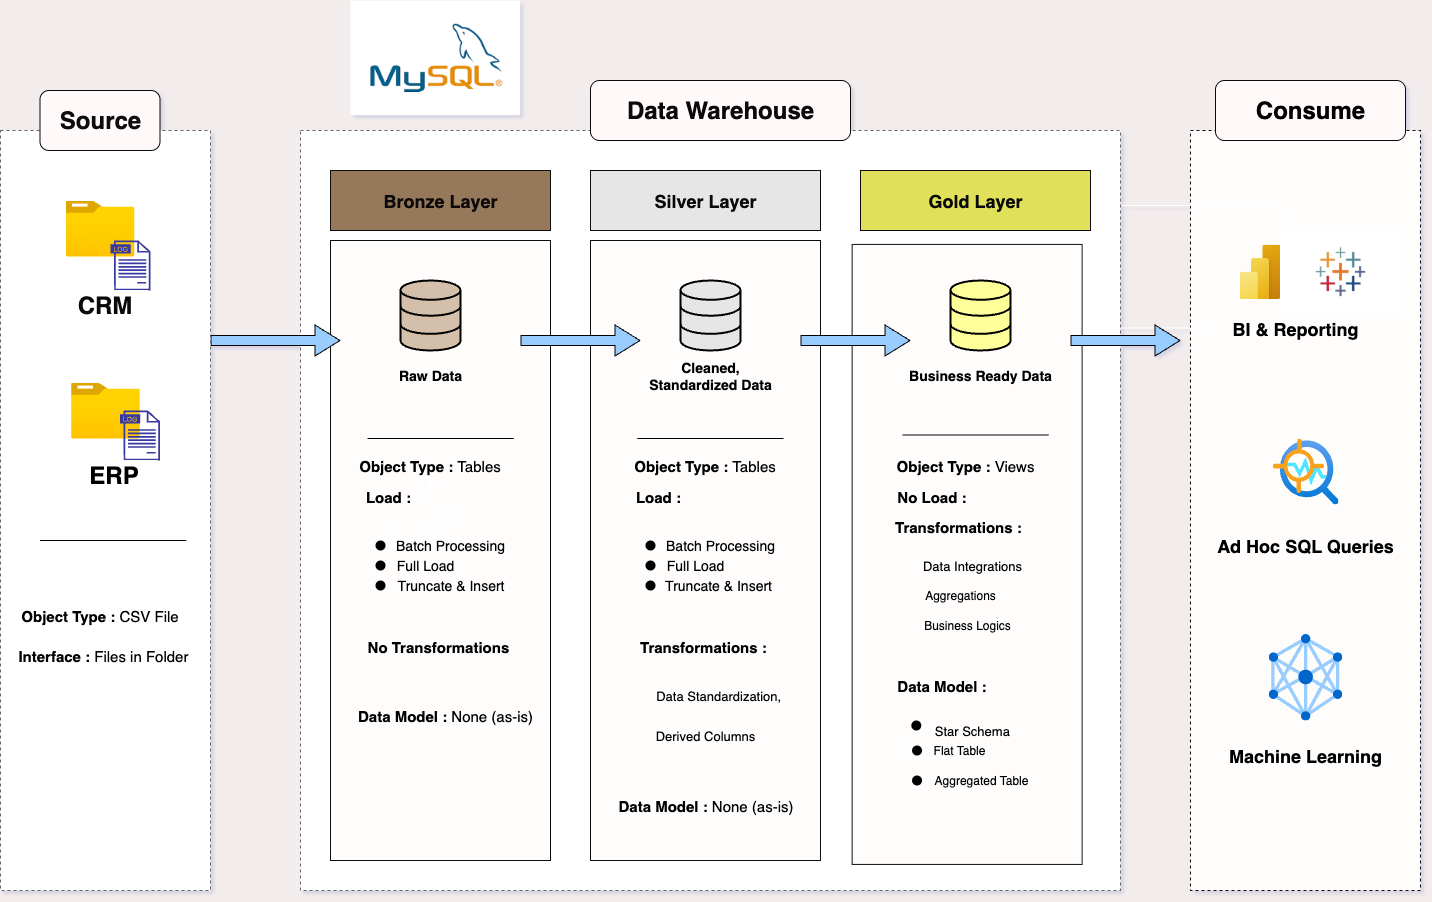 MySQL®
Source
Data Warehouse
Consume
LOG
CRM
LOG
ERP
Object Type : CSV File
Interface : Files in Folder
Bronze Layer
Raw Data
Object Type : Tables
Load :
Batch Processing
Full Load
Truncate & Insert
No Transformations
Data Model : None (as-is)
Silver Layer
Cleaned,
Standardized Data
Object Type : Tables
Load :
Batch Processing
Full Load
Truncate & Insert
Transformations :
Data Standardization,
Derived Columns
Data Model : None (as-is)
Gold Layer
Business Ready Data
Object Type : Views
No Load :
Transformations :
Data Integrations
Aggregations
Business Logics
Data Model :
Star Schema
Flat Table
Aggregated Table
BI & Reporting
Ad Hoc SQL Queries
Machine Learning